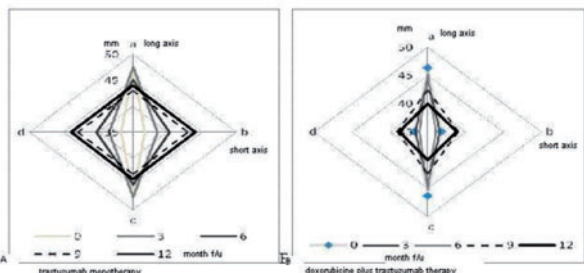 mm a long axis
50
45
d 35 b
short axis
c
0 3 6
9 12 month f/u
A trastuzumab monotherapy
mm a long axis
50
45
40
d b
short axis
c
0 3 6 9 12
month f/u
B doxorubicine plus trastuzumab therapy